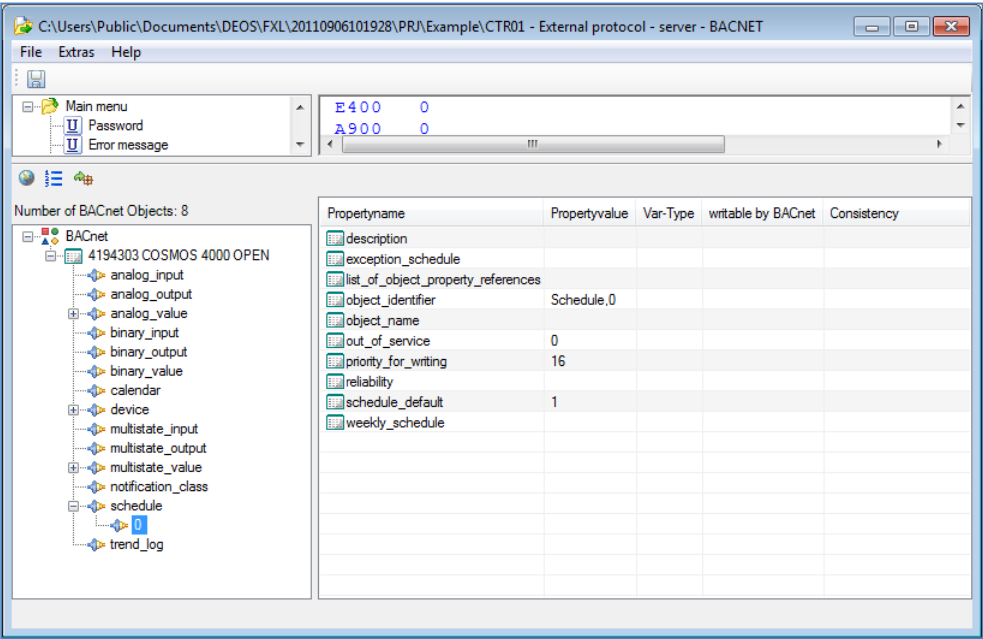 C:\Users\Public\Documents\DEOS\FXL\20110906101928\PRJ\Example\CTR01 - External protocol - server - BACNET
File Extras Help
Main menu
U Password
U Error message
E400 0
A900 0
Number of BACnet Objects: 8
BACnet
4194303 COSMOS 4000 OPEN
analog_input
analog_output
analog_value
binary_input
binary_output
binary_value
calendar
device
multistate_input
multistate_output
multistate_value
notification_class
schedule
0
trend_log
Propertyname Propertyvalue Var-Type writable by BACnet Consistency
description
exception_schedule
list_of_object_property_references
object_identifier Schedule,0
object_name
out_of_service 0
priority_for_writing 16
reliability
schedule_default 1
weekly_schedule